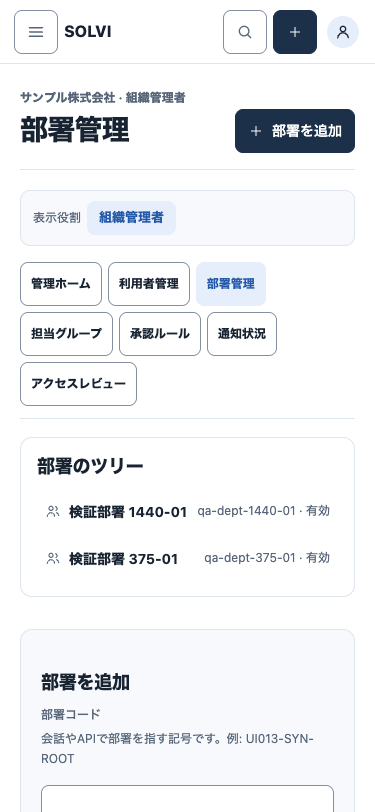 SOLVI
サンプル株式会社 · 組織管理者
部署管理
部署を追加
表示役割 組織管理者
管理ホーム 利用者管理 部署管理
担当グループ 承認ルール 通知状況
アクセスレビュー
部署のツリー
検証部署 1440-01 qa-dept-1440-01 · 有効
検証部署 375-01 qa-dept-375-01 · 有効
部署を追加
部署コード
会話やAPIで部署を指す記号です。例: UI013-SYN-
ROOT